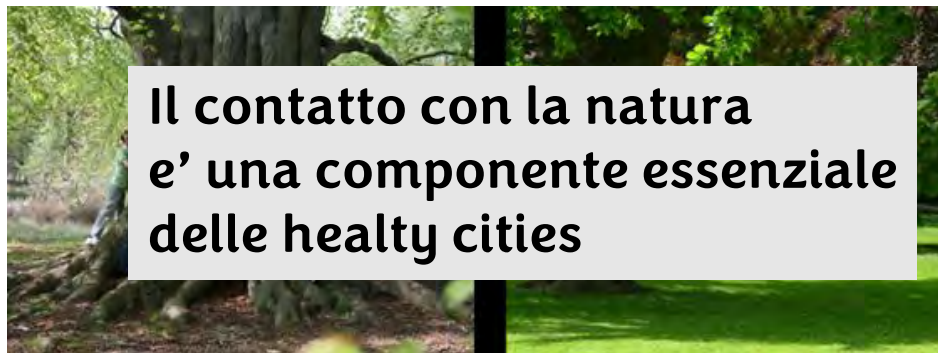 Il contatto con la natura
e’ una componente essenziale
delle healty cities